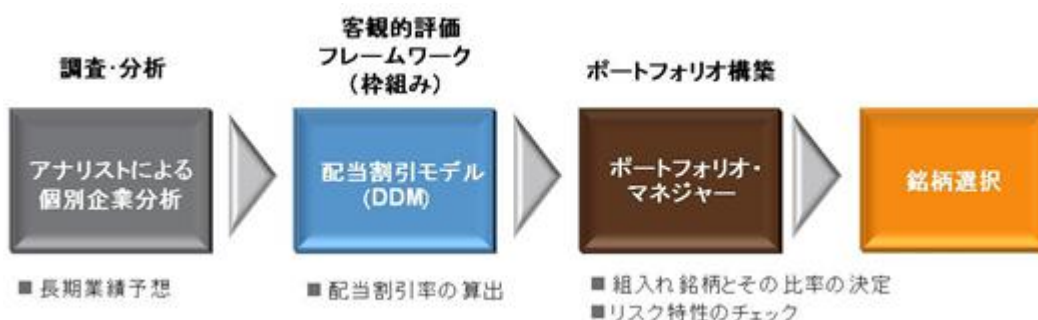 調査・分析
アナリストによる
個別企業分析
■ 長期業績予想
客観的評価
フレームワーク
（枠組み）
配当割引モデル
(DDM)
■ 配当割引率の算出
ポートフォリオ構築
ポートフォリオ・
マネジャー
■ 組入れ銘柄とその比率の決定
■リスク特性のチェック
銘柄選択